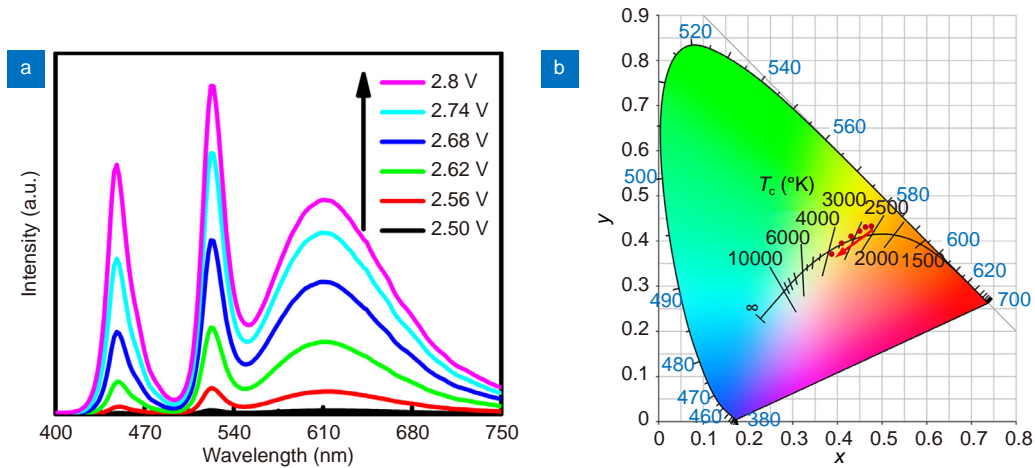 a
2.8 V
2.74 V
2.68 V
2.62 V
2.56 V
2.50 V
Intensity (a.u.)
400 470 540 610 680 750
Wavelength (nm)
b
0.9
0.8
0.7
0.6
0.5
0.4
0.3
0.2
0.1
0
y
520
540
560
500
580
600
620
700
490
480
470
460
380
Tc (°K)
3000
2500
4000
6000
10000
2000
1500
∞
0 0.1 0.2 0.3 0.4 0.5 0.6 0.7 0.8
x